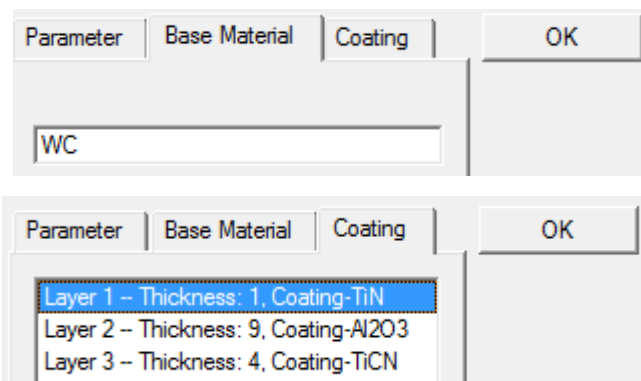 Parameter Base Material Coating OK
WC
Parameter Base Material Coating OK
Layer 1 -- Thickness: 1, Coating-TiN
Layer 2 -- Thickness: 9, Coating-Al2O3
Layer 3 -- Thickness: 4, Coating-TiCN